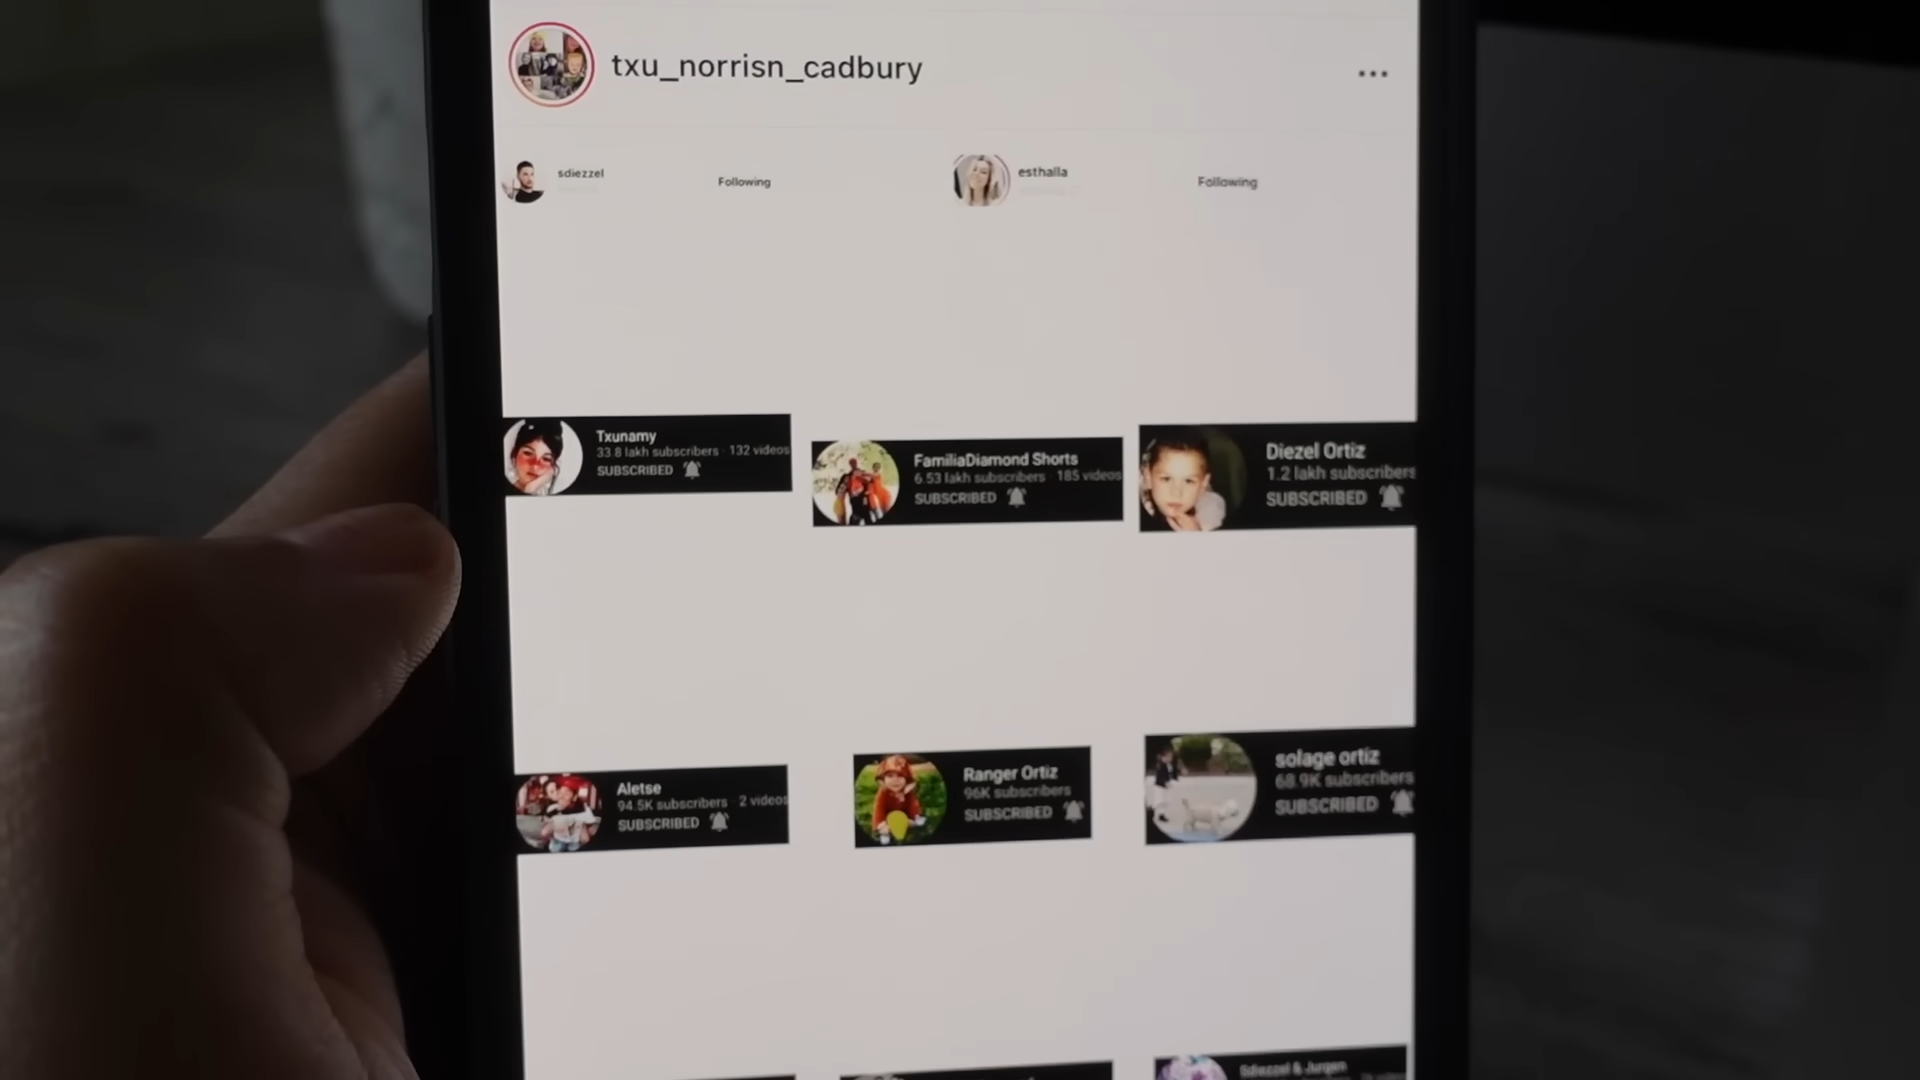 txu_norrisn_cadbury
sdiezzel
Following
esthalla
Following
Txunamy
33.8 lakh subscribers · 132 videos
SUBSCRIBED
FamiliaDiamond Shorts
6.53 lakh subscribers · 185 videos
SUBSCRIBED
Diezel Ortiz
1.2 lakh subscribers
SUBSCRIBED
Aletse
94.5K subscribers · 2 videos
SUBSCRIBED
Ranger Ortiz
96K subscribers
SUBSCRIBED
solage ortiz
68.9K subscribers
SUBSCRIBED
Sdiezzel & Jurgen